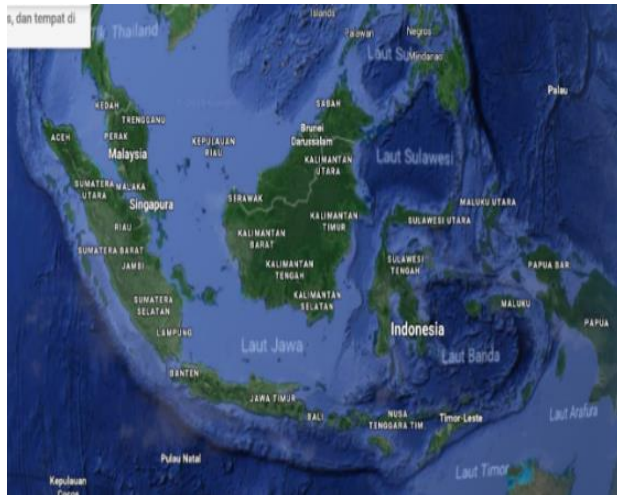 s, dan tempat di
Thailand
Islands
Palawan
Negros
Laut Su
Mindanao
Palau
KEDAH
TRENGGANU
SABAH
ACEH
PERAK
Malaysia
KEPULAUAN
RIAU
Brunei
Darussalam
KALIMANTAN
UTARA
Laut Sulawesi
SUMATERA
UTARA
MALAKA
Singapura
SERAWAK
MALUKU UTARA
RIAU
KALIMANTAN
BARAT
KALIMANTAN
TIMUR
SULAWESI UTARA
SUMATERA BARAT
JAMBI
KALIMANTAN
TENGAH
SULAWESI
TENGAH
PAPUA BAR
SUMATERA
SELATAN
KALIMANTAN
SELATAN
MALUKU
LAMPUNG
Indonesia
PAPUA
Laut Jawa
Laut Banda
BANTEN
JAWA TIMUR
BALI
NUSA
TENGGARA TIM
Timor-Leste
Laut Arafura
Pulau Natal
Laut Timor
Kepulauan
Cocos